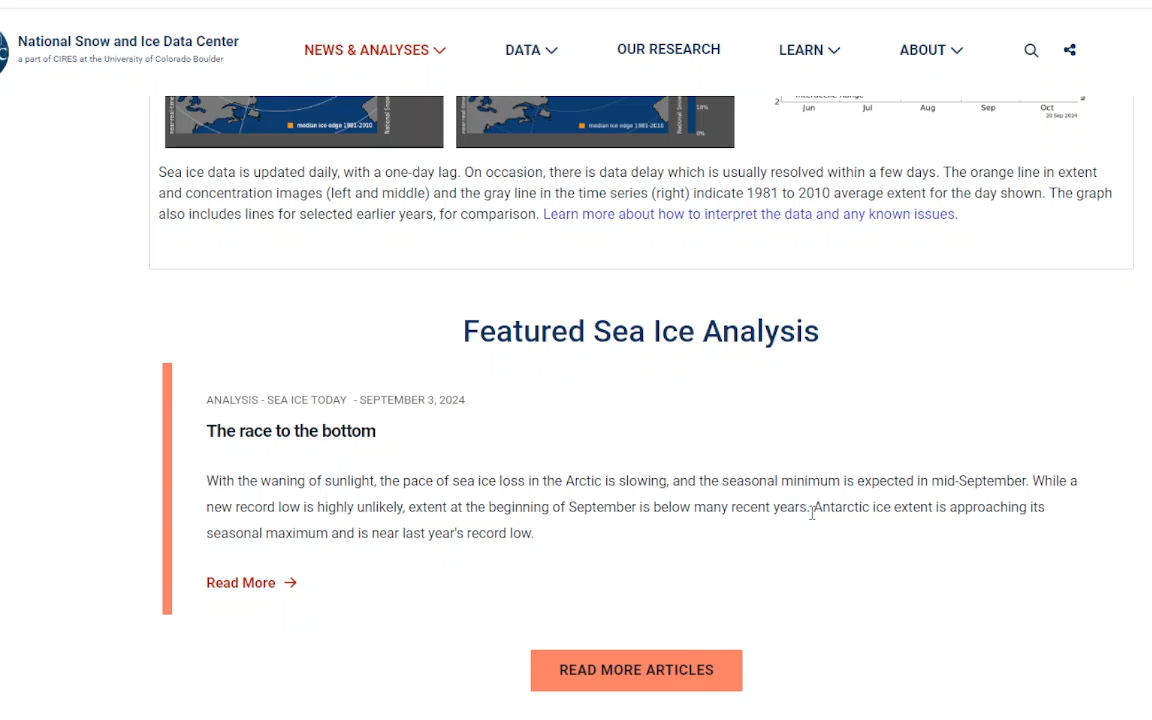 National Snow and Ice Data Center
a part of CIRES at the University of Colorado Boulder
NEWS & ANALYSES
DATA
OUR RESEARCH
LEARN
ABOUT
median ice edge 1981-2010
National Sno
median ice edge 1981-2010
National Snow
10%
0%
2
Jun
Jul
Aug
Sep
Oct
20 Sep 2024
Sea ice data is updated daily, with a one-day lag. On occasion, there is data delay which is usually resolved within a few days. The orange line in extent
and concentration images (left and middle) and the gray line in the time series (right) indicate 1981 to 2010 average extent for the day shown. The graph
also includes lines for selected earlier years, for comparison. Learn more about how to interpret the data and any known issues.
Featured Sea Ice Analysis
ANALYSIS - SEA ICE TODAY - SEPTEMBER 3, 2024
The race to the bottom
With the waning of sunlight, the pace of sea ice loss in the Arctic is slowing, and the seasonal minimum is expected in mid-September. While a
new record low is highly unlikely, extent at the beginning of September is below many recent years. Antarctic ice extent is approaching its
seasonal maximum and is near last year's record low.
Read More
READ MORE ARTICLES